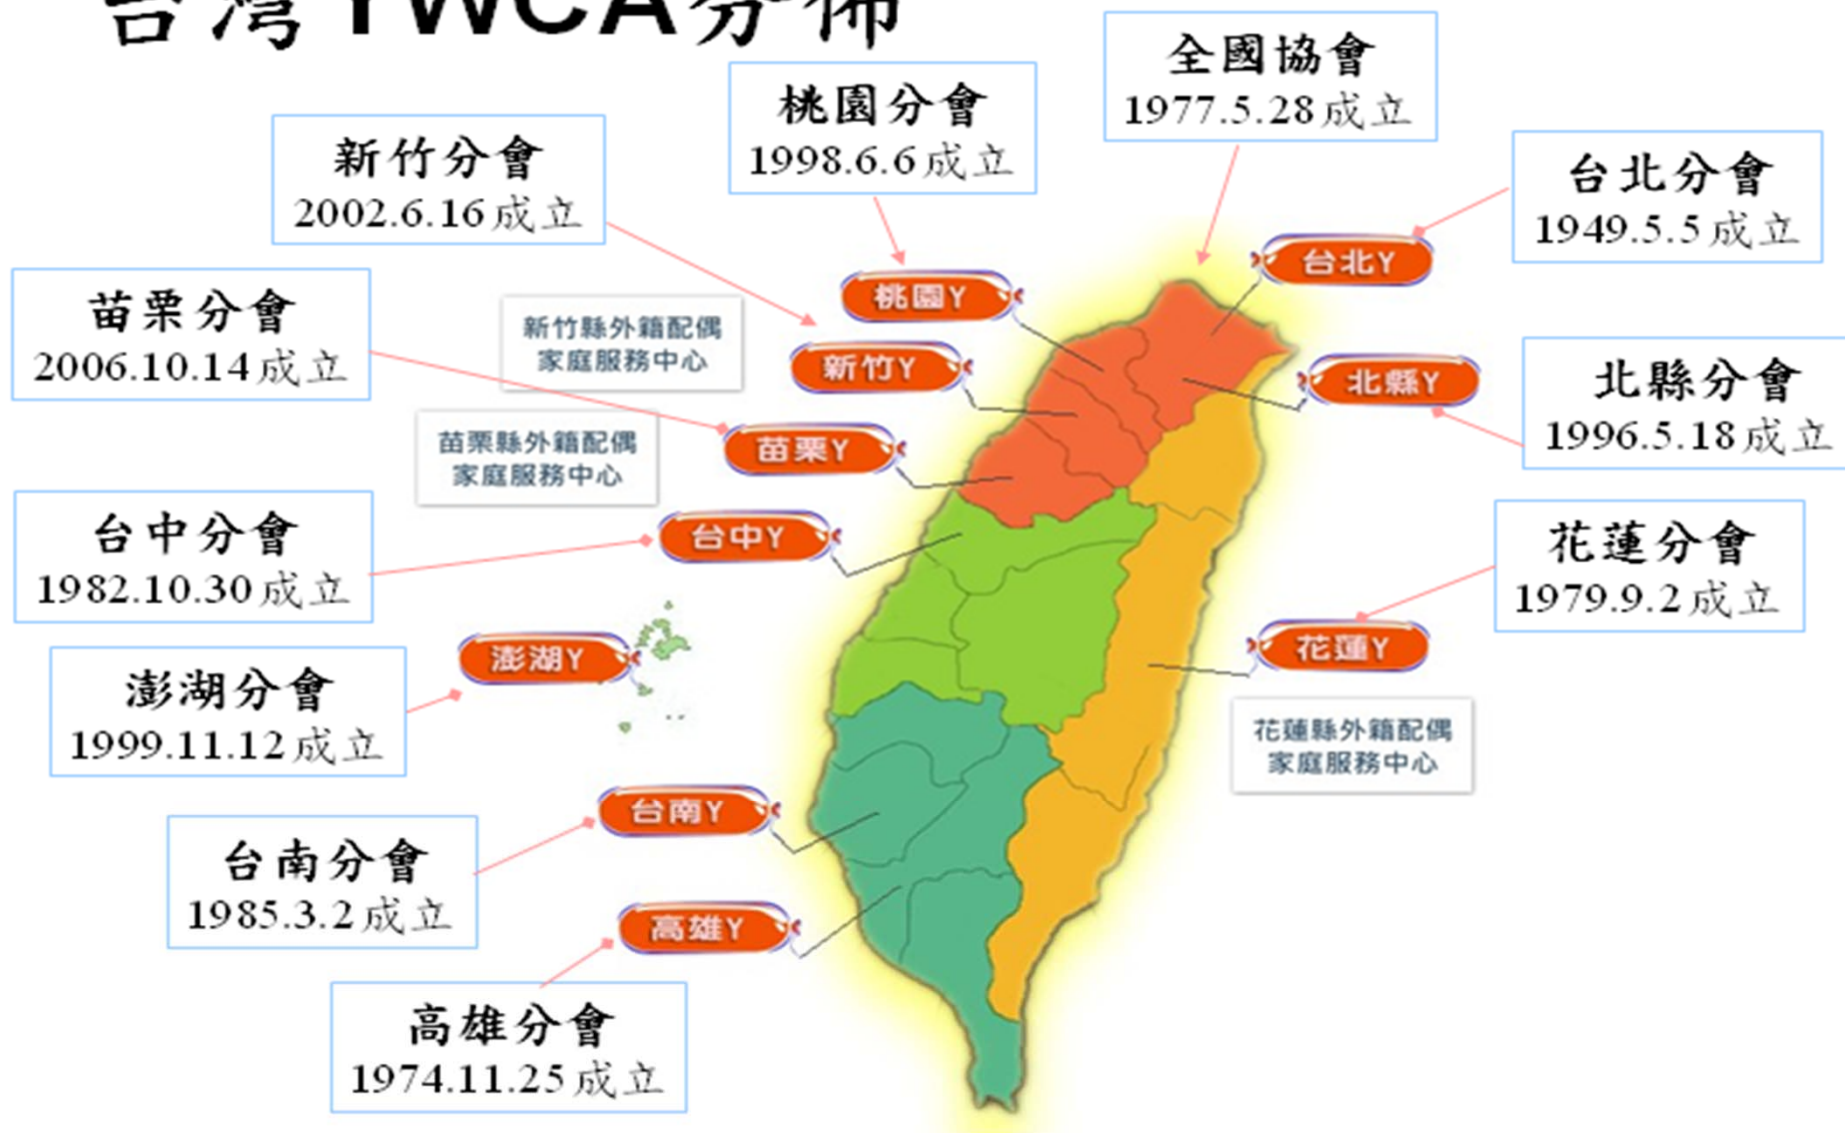 台灣YWCA分佈
全國協會
1977.5.28成立
桃園分會
1998.6.6成立
新竹分會
2002.6.16成立
台北分會
1949.5.5成立
台北Y
桃園Y
苗栗分會
2006.10.14成立
新竹縣外籍配偶
家庭服務中心
新竹Y
北縣Y
北縣分會
1996.5.18成立
苗栗縣外籍配偶
家庭服務中心
苗栗Y
台中分會
1982.10.30成立
台中Y
花蓮分會
1979.9.2成立
澎湖Y
花蓮Y
澎湖分會
1999.11.12成立
花蓮縣外籍配偶
家庭服務中心
台南Y
台南分會
1985.3.2成立
高雄Y
高雄分會
1974.11.25成立